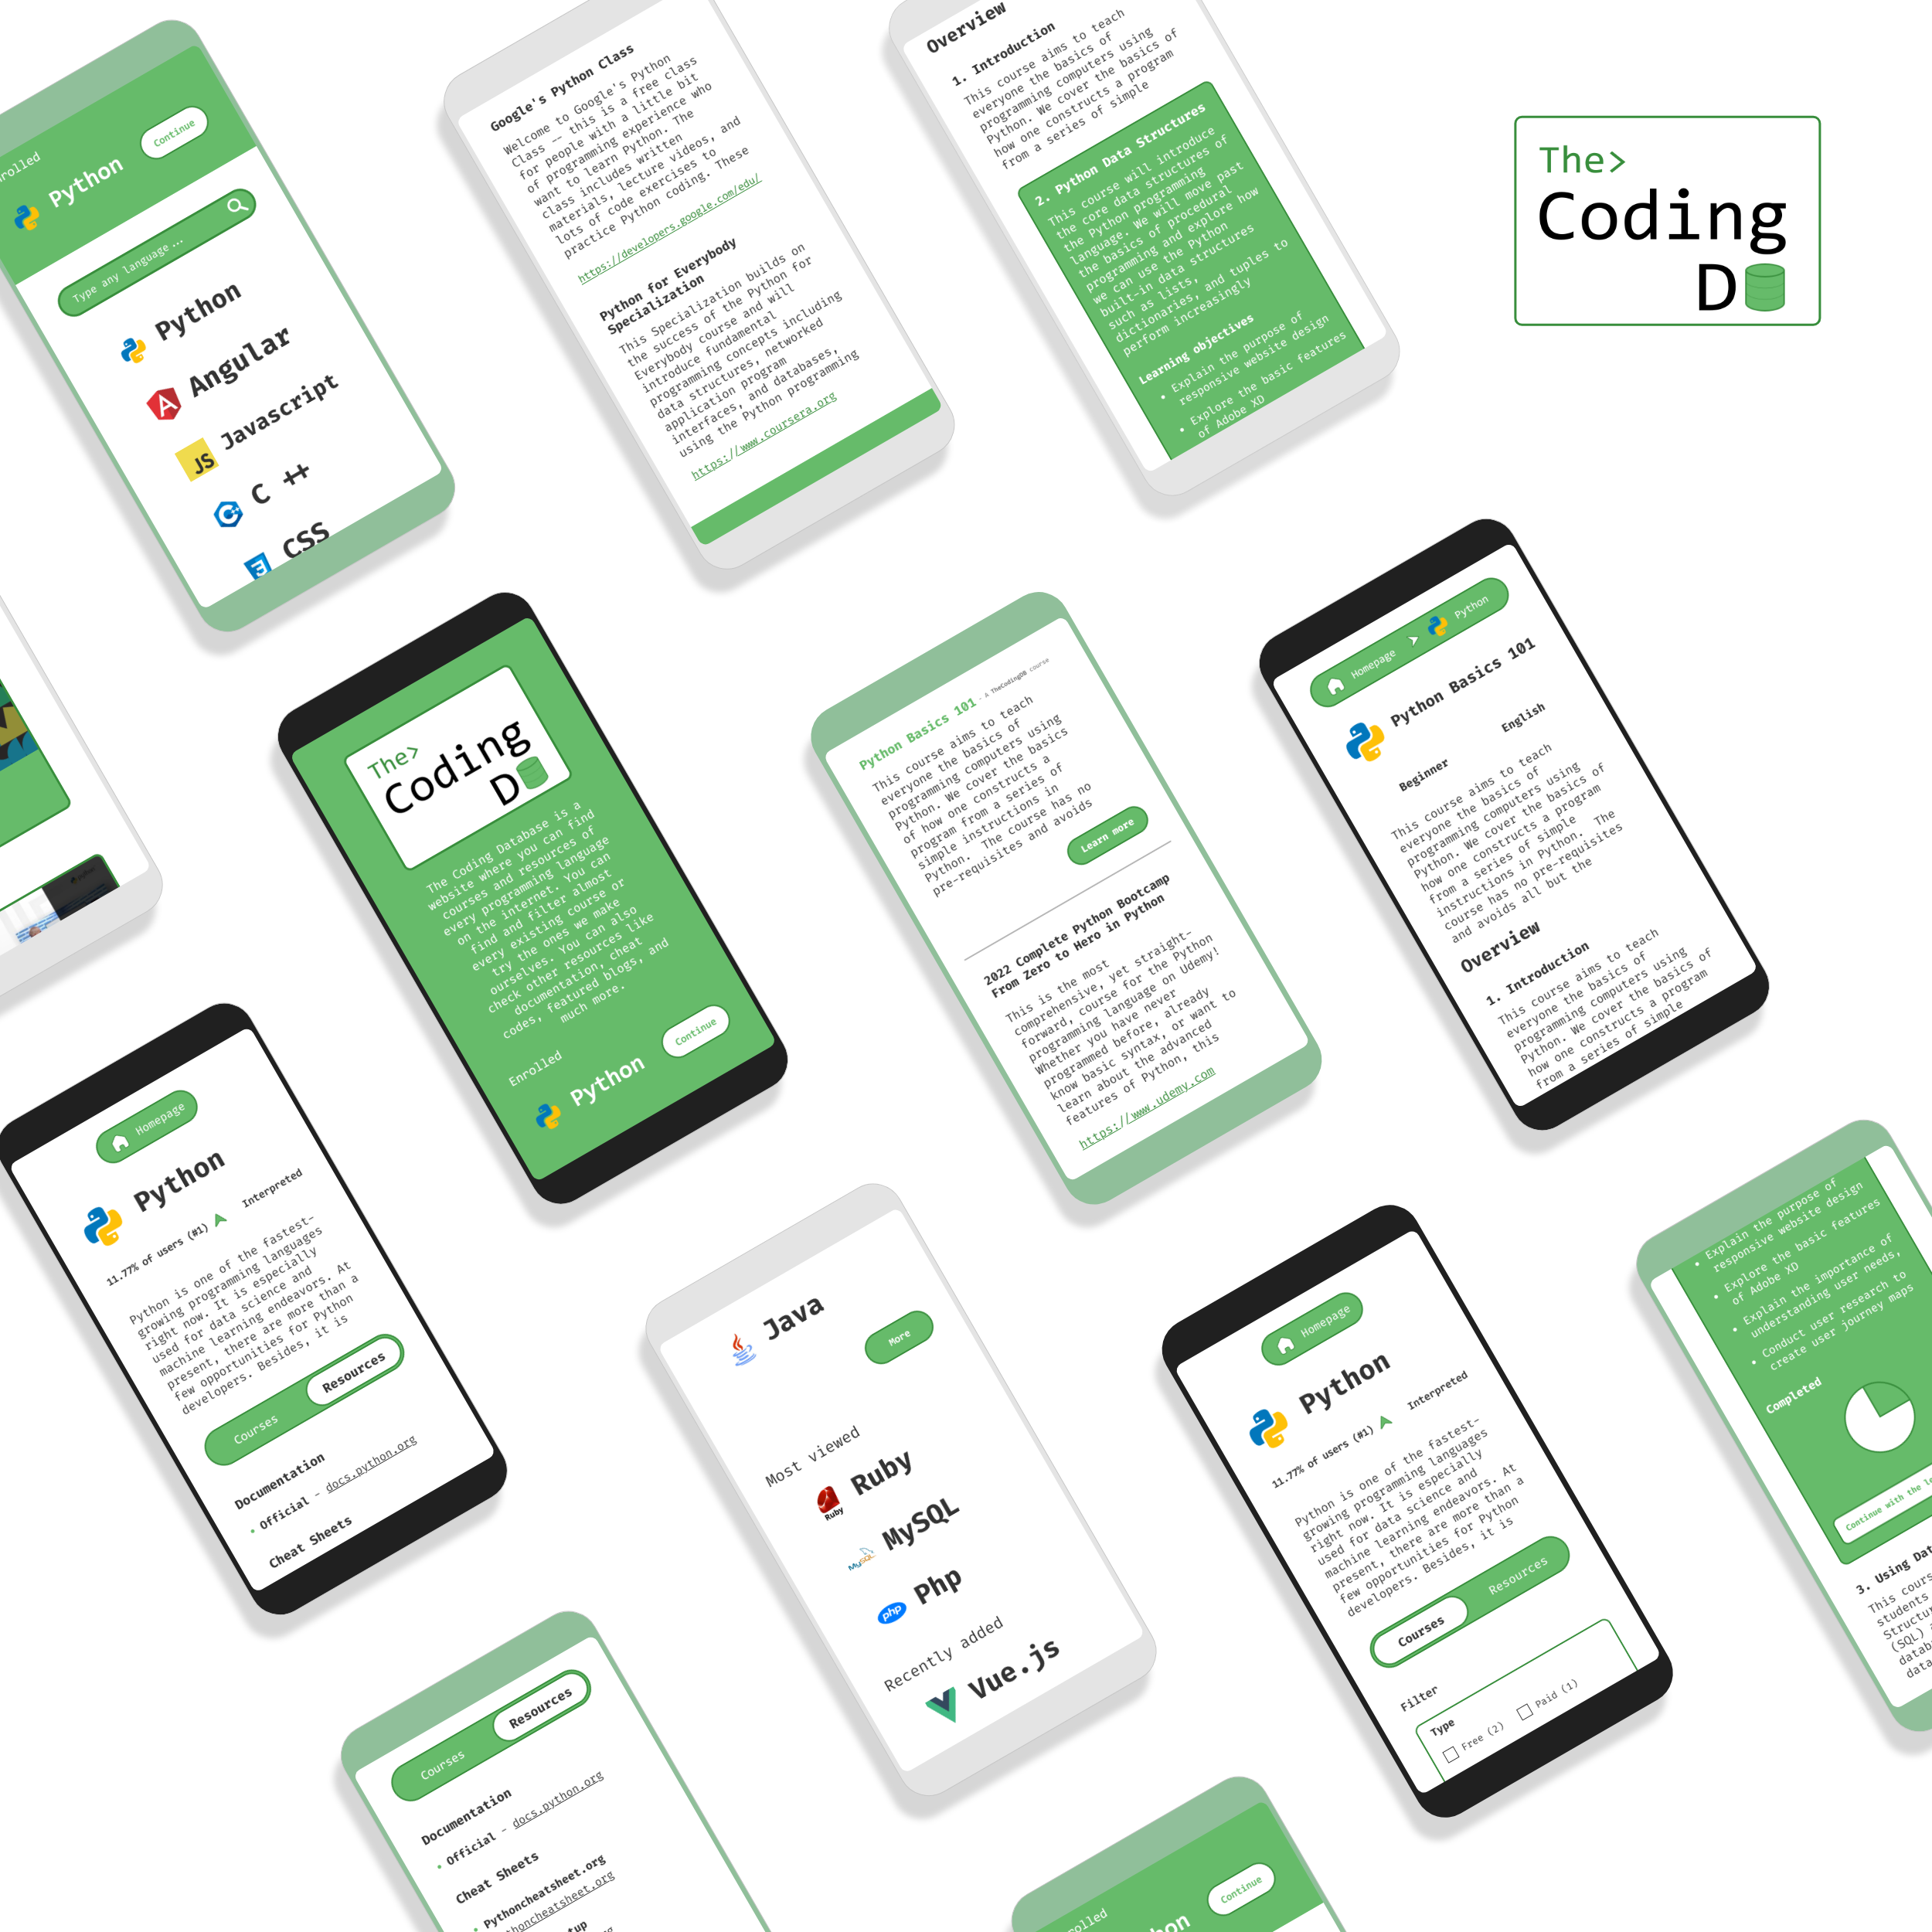 Enrolled
Python
Continue
Type any language ...
Python
Angular
JS
Javascript
C ++
CSS
Google's Python Class
Welcome to Google's Python
Class -- this is a free class
for people with a little bit
of programming experience who
want to learn Python. The
class includes written
materials, lecture videos, and
lots of code exercises to
practice Python coding. These
https://developers.google.com/edu/
Python for Everybody
Specialization
This Specialization builds on
the success of the Python for
Everybody course and will
introduce fundamental
programming concepts including
data structures, networked
application program
interfaces, and databases,
using the Python programming
https://www.coursera.org
Overview
1. Introduction
This course aims to teach
everyone the basics of
programming computers using
Python. We cover the basics of
how one constructs a program
from a series of simple
2. Python Data Structures
This course will introduce
the core data structures of
the Python programming
language. We will move past
the basics of procedural
programming and explore how
we can use the Python
built-in data structures
such as lists,
dictionaries, and tuples to
perform increasingly
Learning objectives
• Explain the purpose of
responsive website design
• Explore the basic features
of Adobe XD
The>
Coding
D
The>
Coding
D
The Coding Database is a
website where you can find
courses and resources of
every programming language
on the internet. You can
find and filter almost
every existing course or
try the ones we make
ourselves. You can also
check other resources like
documentation, cheat
codes, featured blogs, and
much more.
Enrolled
Python
Continue
Python Basics 101 - A TheCodingDB course
This course aims to teach
everyone the basics of
programming computers using
Python. We cover the basics
of how one constructs a
program from a series of
simple instructions in
Python. The course has no
pre-requisites and avoids
Learn more
2022 Complete Python Bootcamp
From Zero to Hero in Python
This is the most
comprehensive, yet straight-
forward, course for the Python
programming language on Udemy!
Whether you have never
programmed before, already
know basic syntax, or want to
learn about the advanced
features of Python, this
https://www.udemy.com
Homepage > Python
Python Basics 101
Beginner
English
This course aims to teach
everyone the basics of
programming computers using
Python. We cover the basics of
how one constructs a program
from a series of simple
instructions in Python. The
course has no pre-requisites
and avoids all but the
Overview
1. Introduction
This course aims to teach
everyone the basics of
programming computers using
Python. We cover the basics of
how one constructs a program
from a series of simple
Homepage
Python
11.77% of users (#1)
Interpreted
Python is one of the fastest-
growing programming languages
right now. It is especially
used for data science and
machine learning endeavors. At
present, there are more than a
few opportunities for Python
developers. Besides, it is
Courses
Resources
Documentation
• Official - docs.python.org
Cheat Sheets
Java
More
Most viewed
Ruby
Ruby
MySQL
MySQL
php
Php
Recently added
Vue.js
Homepage
Python
11.77% of users (#1)
Interpreted
Python is one of the fastest-
growing programming languages
right now. It is especially
used for data science and
machine learning endeavors. At
present, there are more than a
few opportunities for Python
developers. Besides, it is
Courses
Resources
Filter
Type
Free (2)
Paid (1)
• Explain the purpose of
responsive website design
• Explore the basic features
of Adobe XD
• Explain the importance of
understanding user needs,
• Conduct user research to
create user journey maps
Completed
Continue with the
3. Using
This
students
(SQL)
Courses
Resources
Documentation
• Official - docs.python.org
Cheat Sheets
• Pythoncheatsheet.org
Continue